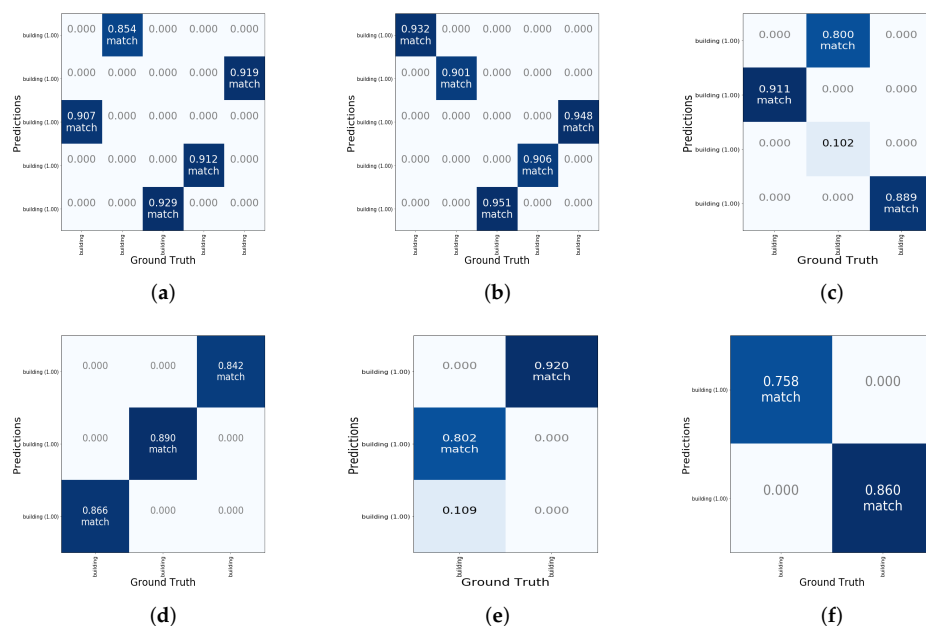 building (1.00) 0.000 0.854 0.000 0.000 0.000
match
building (1.00) 0.000 0.000 0.000 0.000 0.919
match
building (1.00) 0.907 0.000 0.000 0.000 0.000
match
building (1.00) 0.000 0.000 0.000 0.912 0.000
match
building (1.00) 0.000 0.000 0.929 0.000 0.000
match
Predictions
building building building building building
Ground Truth
(a)
building (1.00) 0.932 0.000 0.000 0.000 0.000
match
building (1.00) 0.000 0.901 0.000 0.000 0.000
match
building (1.00) 0.000 0.000 0.000 0.000 0.948
match
building (1.00) 0.000 0.000 0.000 0.906 0.000
match
building (1.00) 0.000 0.000 0.951 0.000 0.000
match
Predictions
building building building building building
Ground Truth
(b)
building (1.00) 0.000 0.800 0.000
match
building (1.00) 0.911 0.000 0.000
match
building (1.00) 0.000 0.102 0.000
building (1.00) 0.000 0.000 0.889
match
Predictions
building building building
Ground Truth
(c)
building (1.00) 0.000 0.000 0.842
match
building (1.00) 0.000 0.890 0.000
match
building (1.00) 0.866 0.000 0.000
match
Predictions
building building building
Ground Truth
(d)
building (1.00) 0.000 0.920
match
building (1.00) 0.802 0.000
match
building (1.00) 0.109 0.000
Predictions
building building
Ground Truth
(e)
building (1.00) 0.758 0.000
match
building (1.00) 0.000 0.860
match
Predictions
building building
Ground Truth
(f)